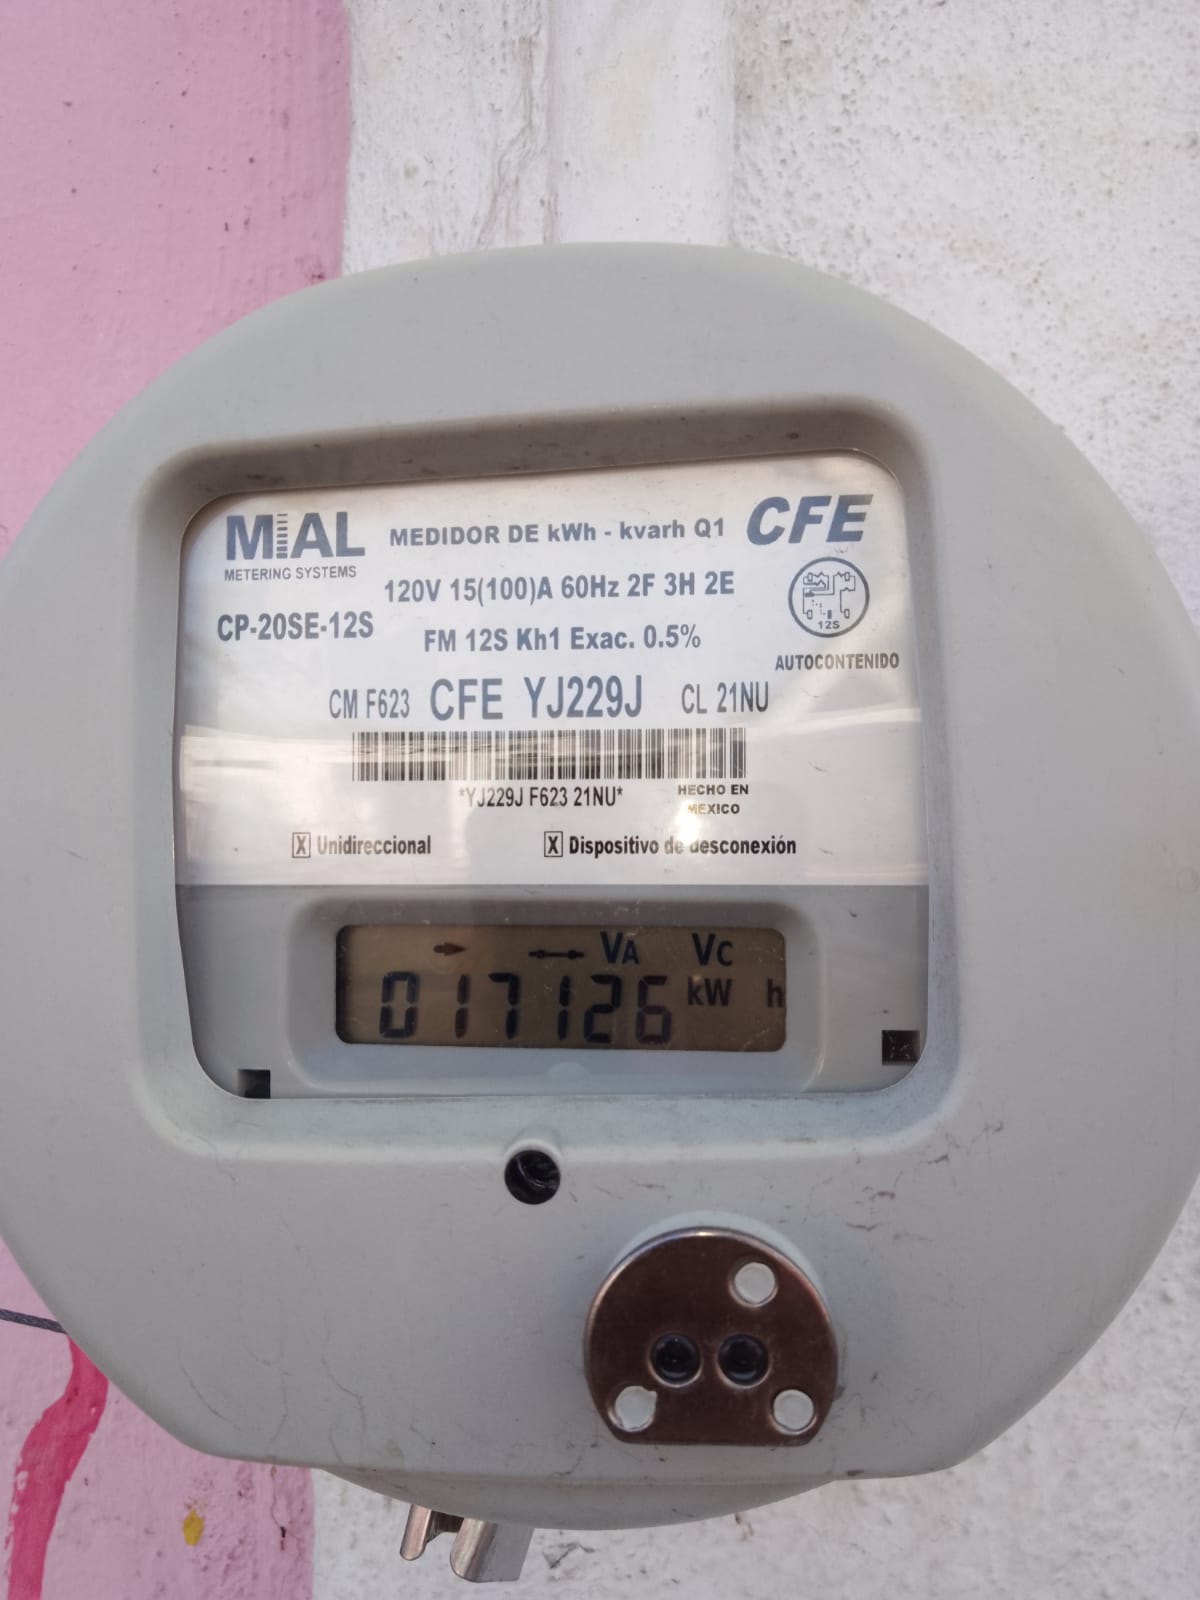 MIAL
METERING SYSTEMS
MEDIDOR DE kWh - kvarh Q1
CFE
120V 15(100)A 60Hz 2F 3H 2E
CP-20SE-12S
FM 12S Kh1 Exac. 0.5%
12S
AUTOCONTENIDO
CM F623 CFE YJ229J CL 21NU
*YJ229J F623 21NU*
HECHO EN
MEXICO
X Unidireccional
X Dispositivo de desconexión
VA VC
017126 kW h